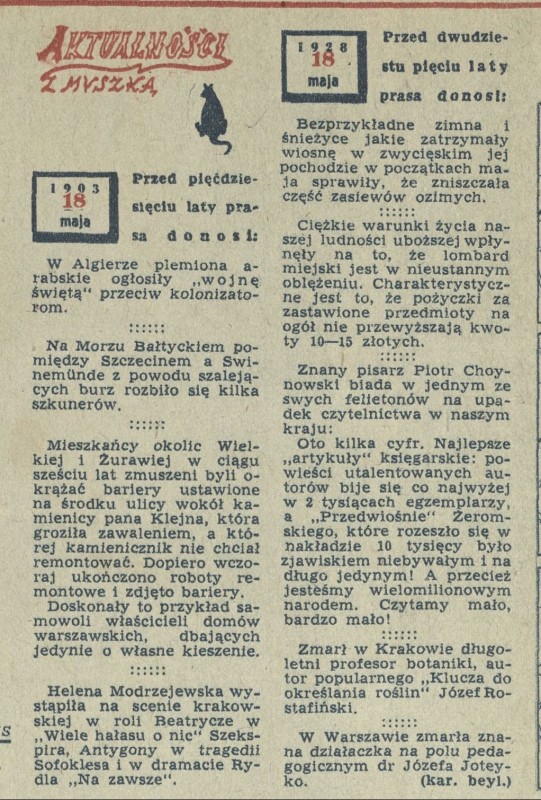 AKTUALNOŚCI
Z MYSZKĄ
1903
18
maja
Przed pięćdzie-
sięciu laty pra-
sa donosi:
W Algierze plemiona a-
rabskie ogłosiły „wojnę
świętą" przeciw kolonizato-
rom.
::::::
Na Morzu Bałtyckiem po-
między Szczecinem a Swi-
nemünde z powodu szaleją-
cych burz rozbiło się kilka
szkunerów.
::::::
Mieszkańcy okolic Wiel-
kiej i Żurawiej w ciągu
sześciu lat zmuszeni byli o-
krążać bariery ustawione
na środku ulicy wokół ka-
mienicy pana Klejna, która
groziła zawaleniem, a któ-
rej kamienicznik nie chciał
remontować. Dopiero wczo-
raj ukończono roboty re-
montowe i zdjęto bariery.
Doskonały to przykład sa-
mowoli właścicieli domów
warszawskich, dbających
jedynie o własne kieszenie.
::::::
Helena Modrzejewska wy-
stąpiła na scenie krakow-
skiej w roli Beatrycze w
„Wiele hałasu o nic" Szeks-
pira, Antygony w tragedii
Sofoklesa i w dramacie Ry-
dla „Na zawsze".
1928
18
maja
Przed dwudzie-
stu pięciu laty
prasa donosi:
Bezprzykładne zimna i
śnieżyce jakie zatrzymały
wiosnę w zwycięskim jej
pochodzie w początkach ma-
ja sprawiły, że zniszczała
część zasiewów ozimych.
::::::
Ciężkie warunki życia na-
szej ludności uboższej wpły-
nęły na to, że lombard
miejski jest w nieustannym
oblężeniu. Charakterystycz-
ne jest to, że pożyczki za
zastawione przedmioty na
ogół nie przewyższają kwo-
ty 10—15 złotych.
::::::
Znany pisarz Piotr Choy-
nowski biada w jednym ze
swych felietonów na upa-
dek czytelnictwa w naszym
kraju:
Oto kilka cyfr. Najlepsze
„artykuły" księgarskie: po-
wieści utalentowanych au-
torów bije się co najwyżej
w 2 tysiącach egzemplarzy,
a „Przedwiośnie" Żerom-
skiego, które rozeszło się w
nakładzie 10 tysięcy było
zjawiskiem niebywałym i na
długo jedynym! A przecież
jesteśmy wielomilionowym
narodem. Czytamy mało,
bardzo mało!
::::::
Zmarł w Krakowie długo-
letni profesor botaniki, au-
tor popularnego „Klucza do
określania roślin" Józef Ro-
stafiński.
::::::
W Warszawie zmarła zna-
na działaczka na polu peda-
gogicznym dr Józefa Jotey-
ko. (kar. beyl.)